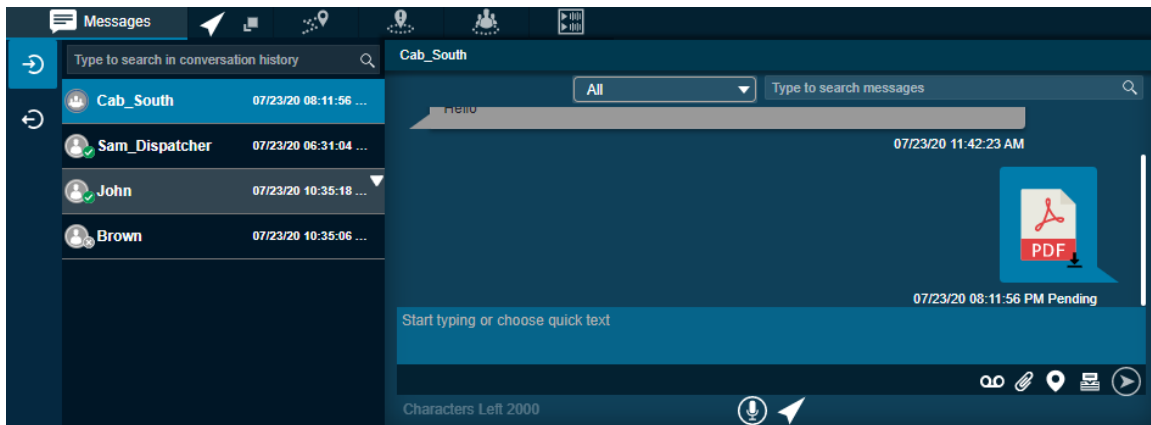 Messages
Type to search in conversation history
Cab_South 07/23/20 08:11:56 ...
Sam_Dispatcher 07/23/20 06:31:04 ...
John 07/23/20 10:35:18 ...
Brown 07/23/20 10:35:06 ...
Cab_South
All
Type to search messages
Hello
07/23/20 11:42:23 AM
PDF
07/23/20 08:11:56 PM Pending
Start typing or choose quick text
Characters Left 2000